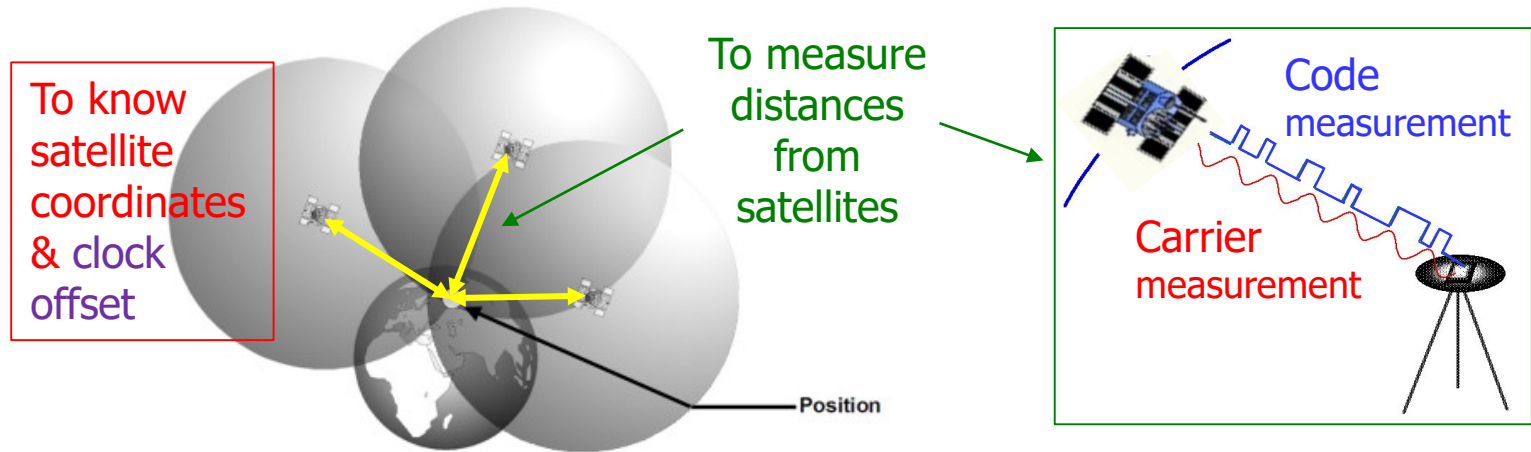 To know
satellite
coordinates
& clock
offset
To measure
distances
from
satellites
Position
Code
measurement
Carrier
measurement